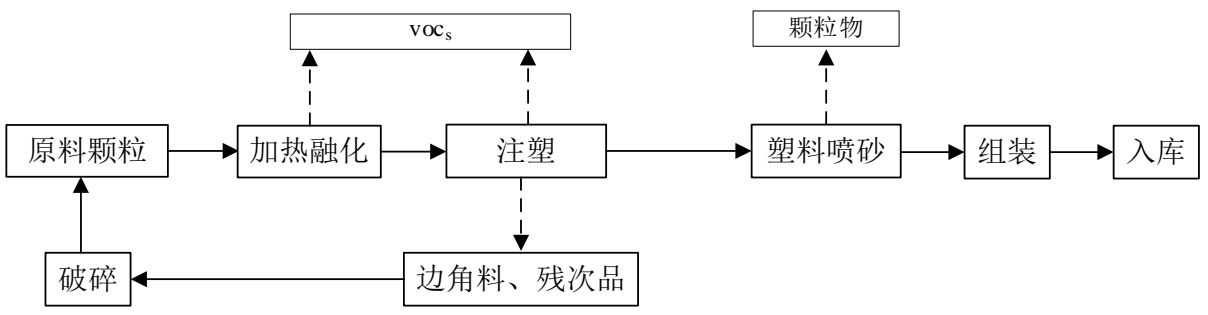 vocs
颗粒物
原料颗粒
加热融化
注塑
塑料喷砂
组装
入库
破碎
边角料、残次品